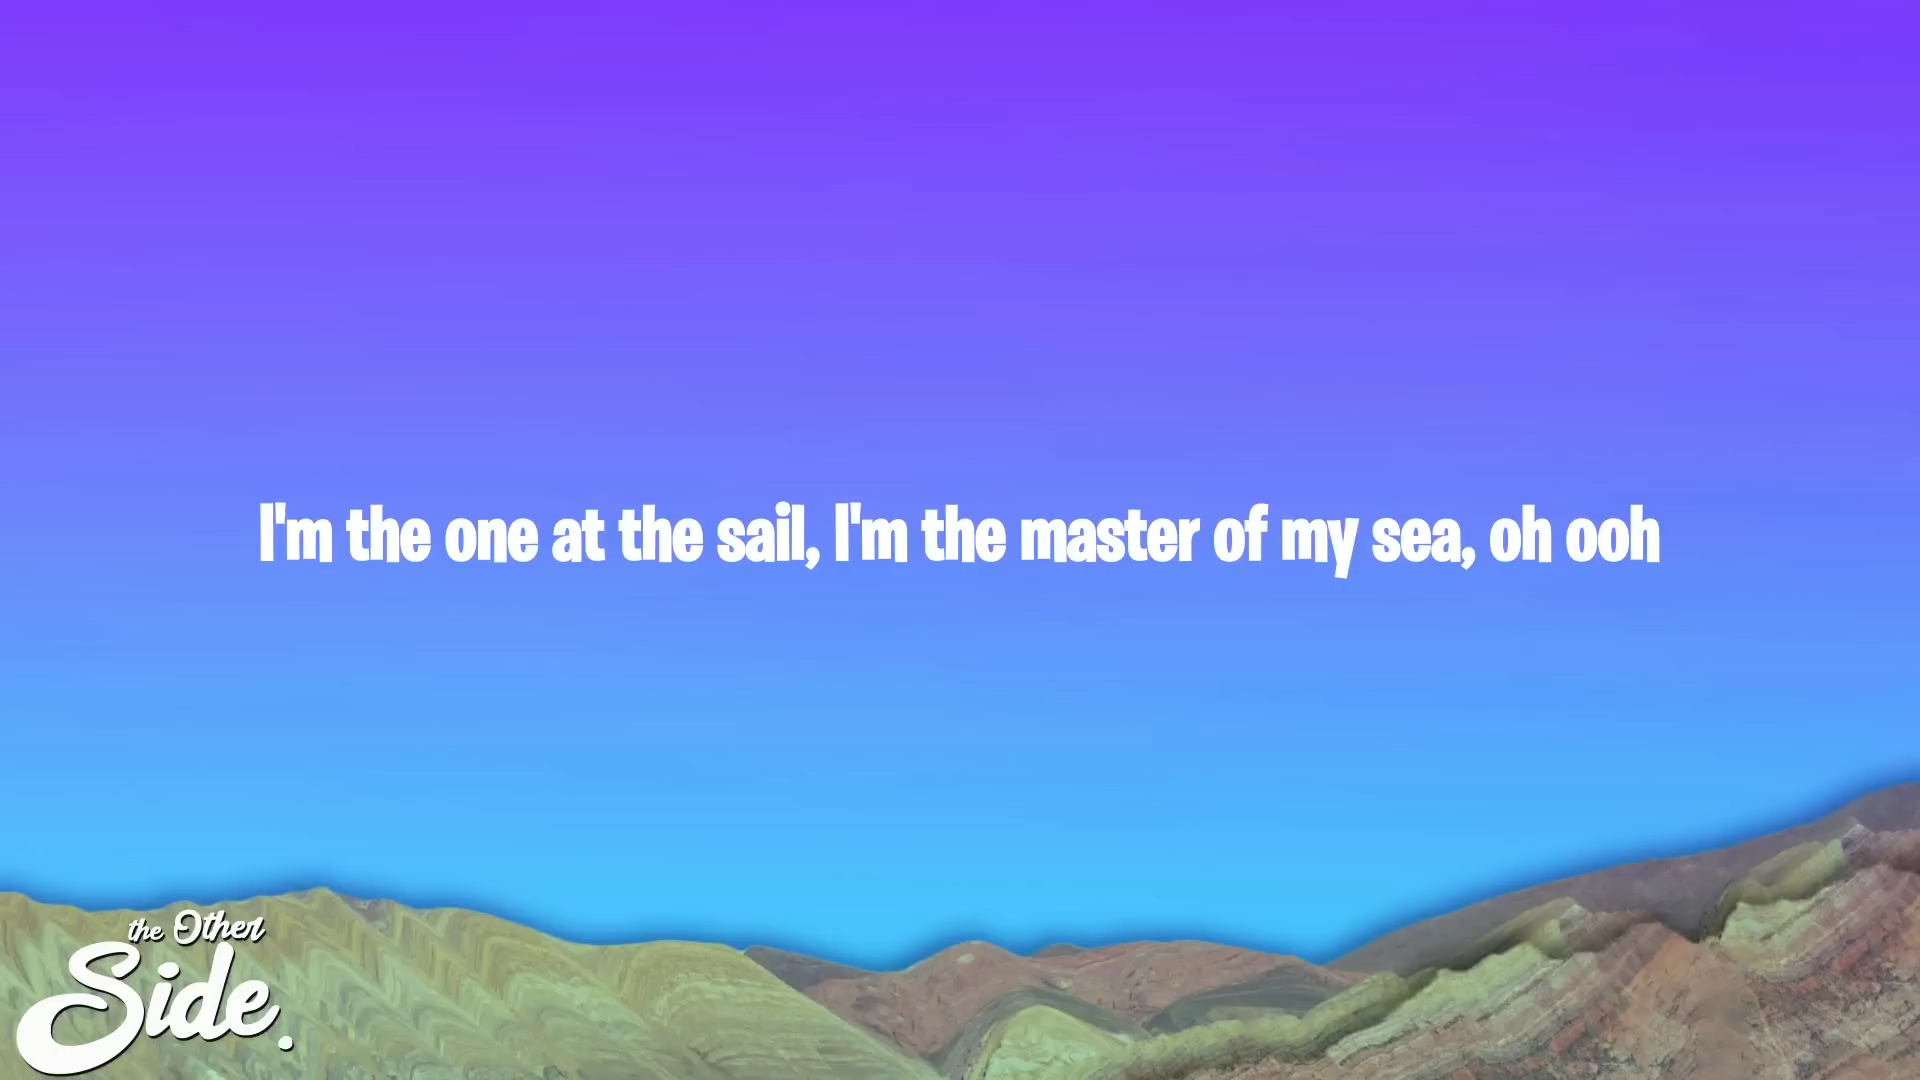 I'm the one at the sail, I'm the master of my sea, oh ooh
the Other
Side.